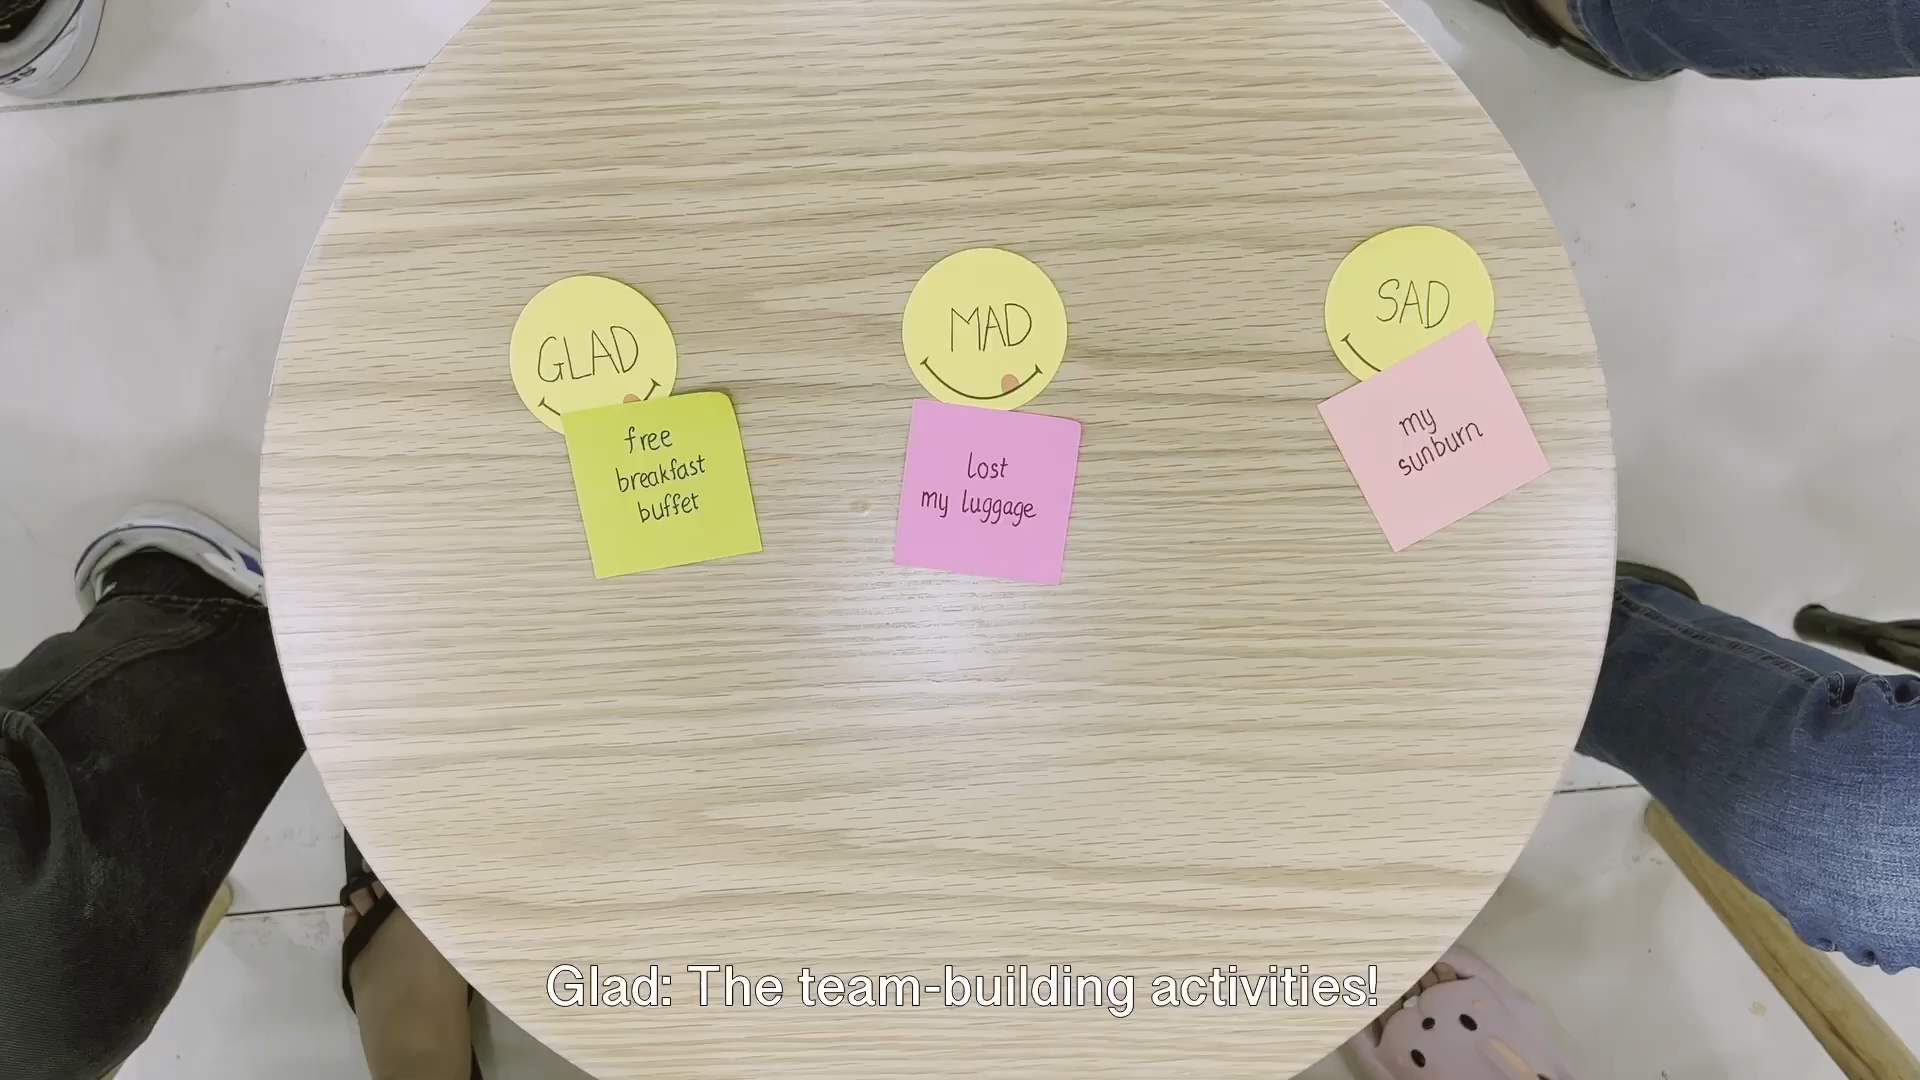 GLAD
free
breakfast
buffet
MAD
lost
my luggage
SAD
my
sunburn
Glad: The team-building activities!